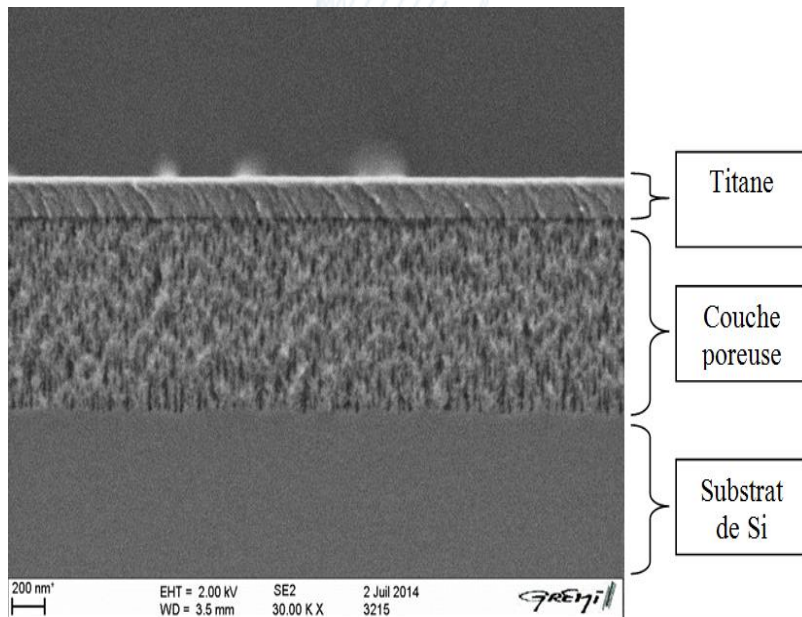 Titane
Couche
poreuse
Substrat
de Si
200 nm*
EHT = 2.00 kV
SE2
2 Juil 2014
WD = 3.5 mm
30.00 K X
3215
GREMI